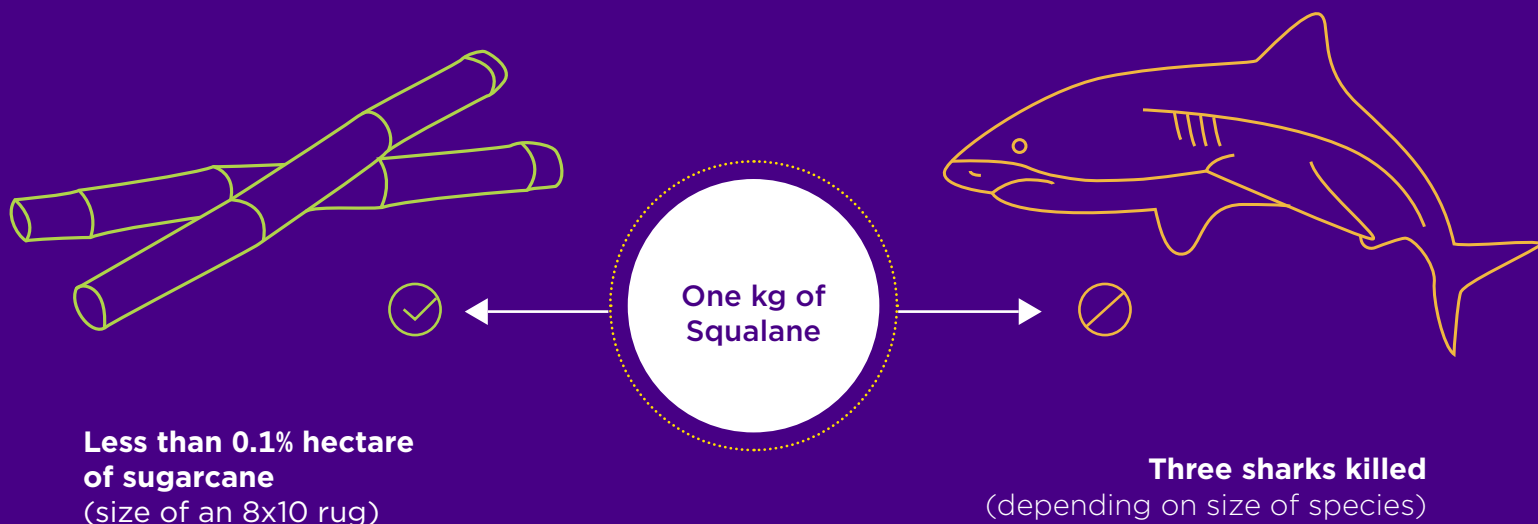 One kg of
Squalane
Less than 0.1% hectare
of sugarcane
(size of an 8x10 rug)
Three sharks killed
(depending on size of species)